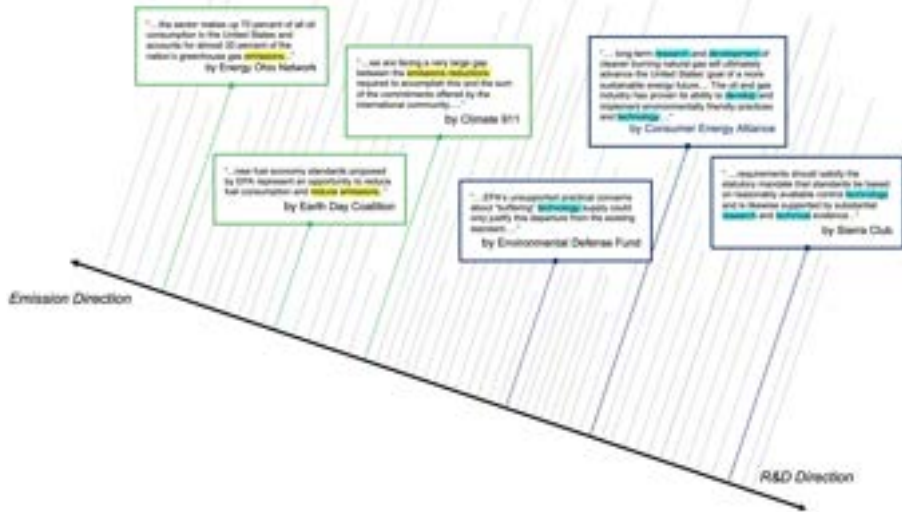 "... the sector makes up 70 percent of all oil
consumption in the United States and
accounts for almost 30 percent of the
nation's greenhouse gas emissions..."
by Energy Ohio Network
"...we are facing a very large gap
between the emissions reductions
required to accomplish this and the sum
of the commitments offered by the
international community...."
by Climate 911
"...new fuel economy standards proposed
by EPA represent an opportunity to reduce
fuel consumption and reduce emissions..."
by Earth Day Coalition
"... long-term research and development of
cleaner burning natural gas will ultimately
advance the United States' goal of a more
sustainable energy future.... The oil and gas
industry has proven its ability to develop and
implement environmentally friendly practices
and technology ..."
by Consumer Energy Alliance
"....EPA's unsupported practical concerns
about "buffering" technology supply could
only justify this departure from the existing
standard....."
by Environmental Defense Fund
"....requirements should satisfy the
statutory mandate that standards be based
on reasonably available control technology
and is likewise supported by substantial
research and technical evidence..."
by Sierra Club
Emission Direction
R&D Direction